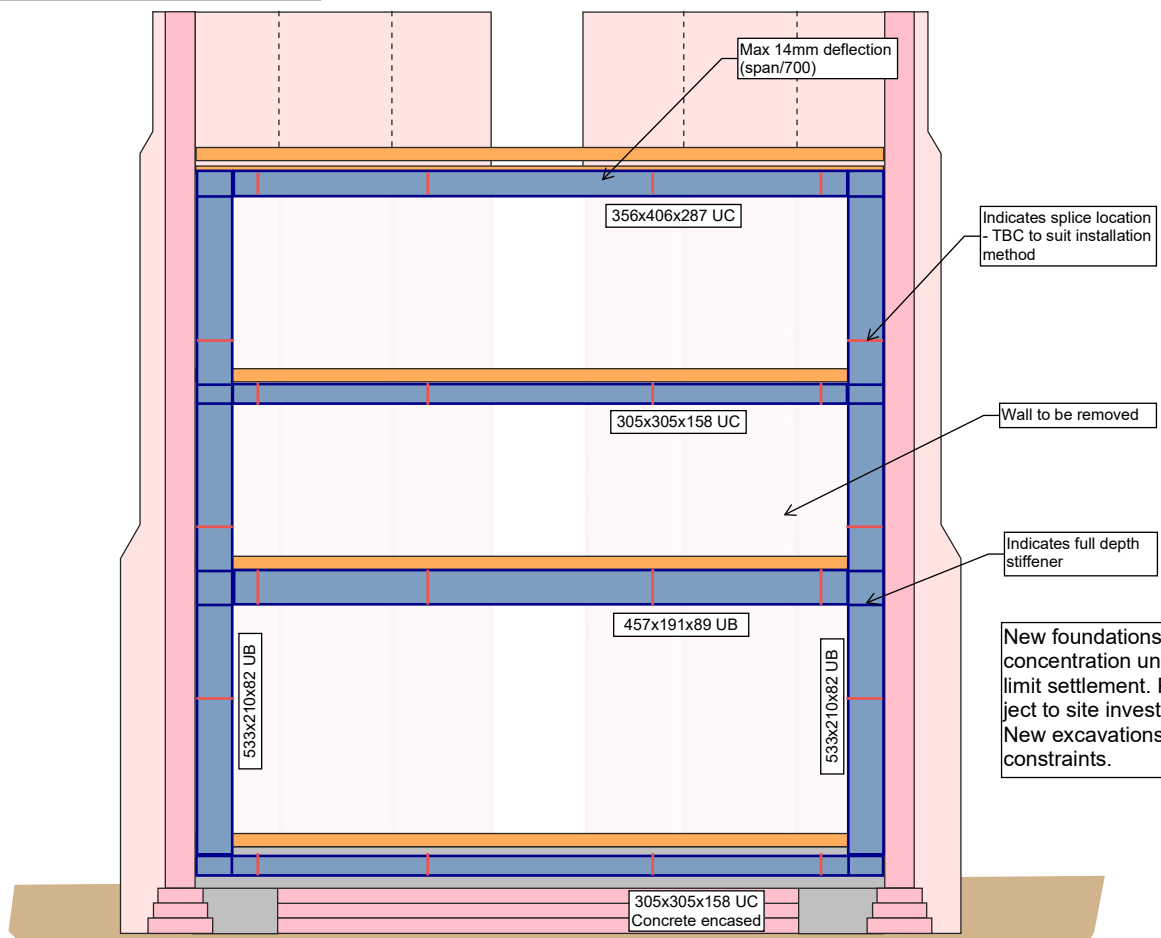 Max 14mm deflection
(span/700)
356x406x287 UC
Indicates splice location
- TBC to suit installation
method
305x305x158 UC
Wall to be removed
Indicates full depth
stiffener
457x191x89 UB
533x210x82 UB
533x210x82 UB
New foundations
concentration un
limit settlement.
ject to site invest
New excavations
constraints.
305x305x158 UC
Concrete encased